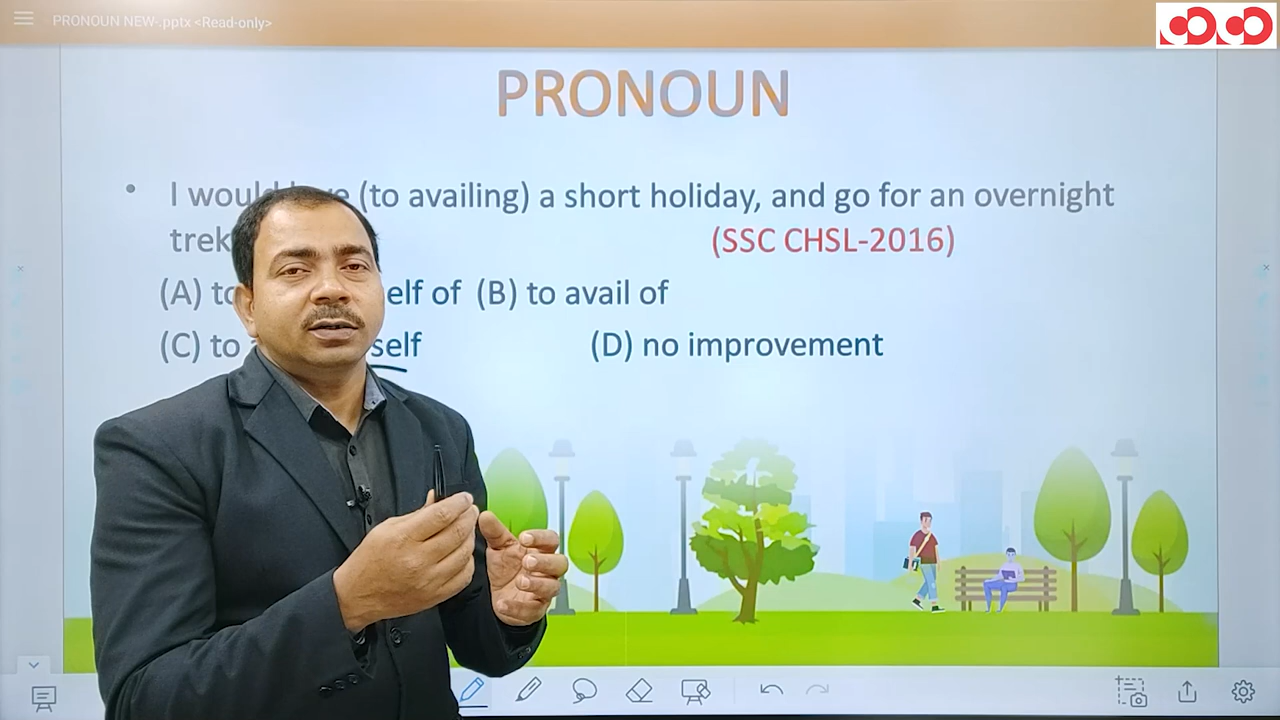 PRONOUN NEW-.pptx <Read-only>
PRONOUN
I would (to availing) a short holiday, and go for an overnight
trek (SSC CHSL-2016)
(A) to self of (B) to avail of
(C) to self (D) no improvement